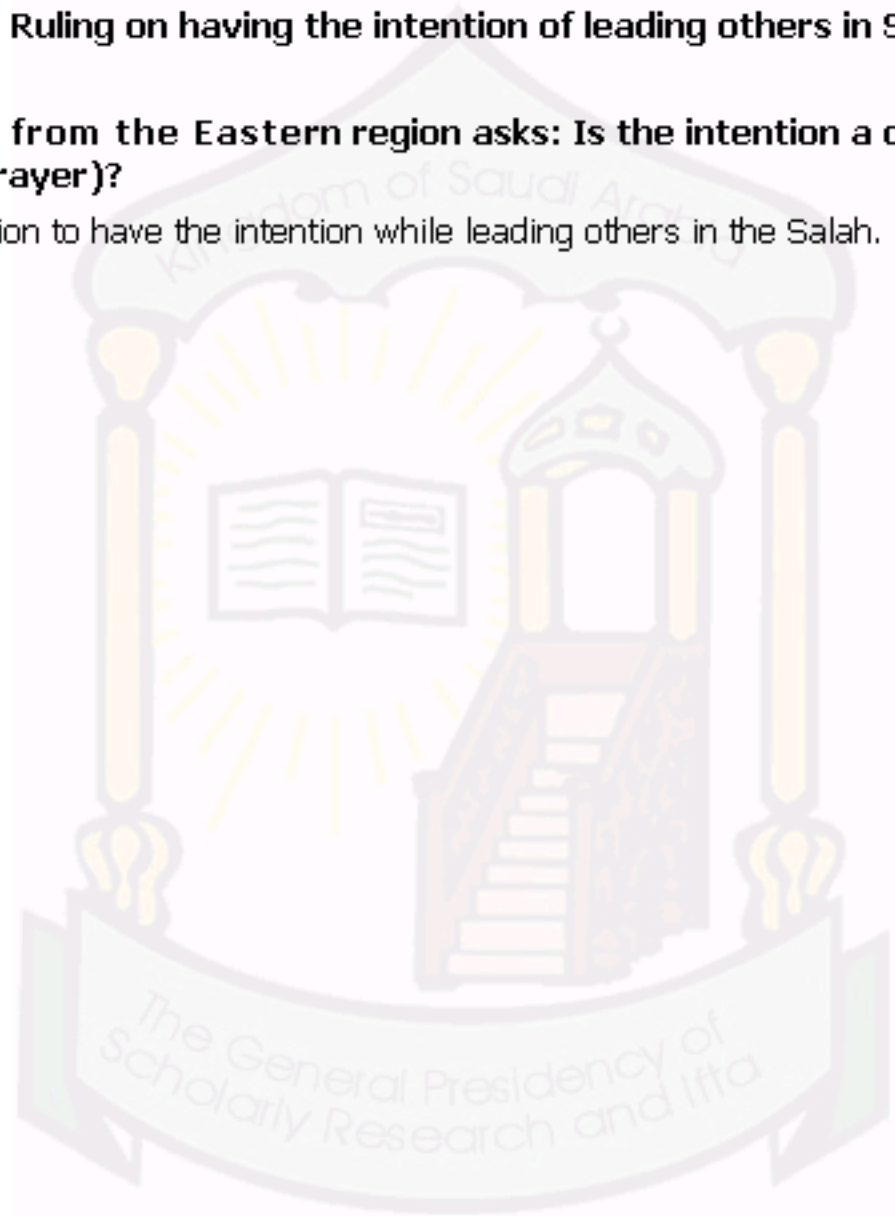 Ruling on having the intention of leading others in S
from the Eastern region asks: Is the intention a c
rayer)?
ion to have the intention while leading others in the Salah.
Kingdom of Saudi Arabia
The General Presidency of
Scholarly Research and Ifta